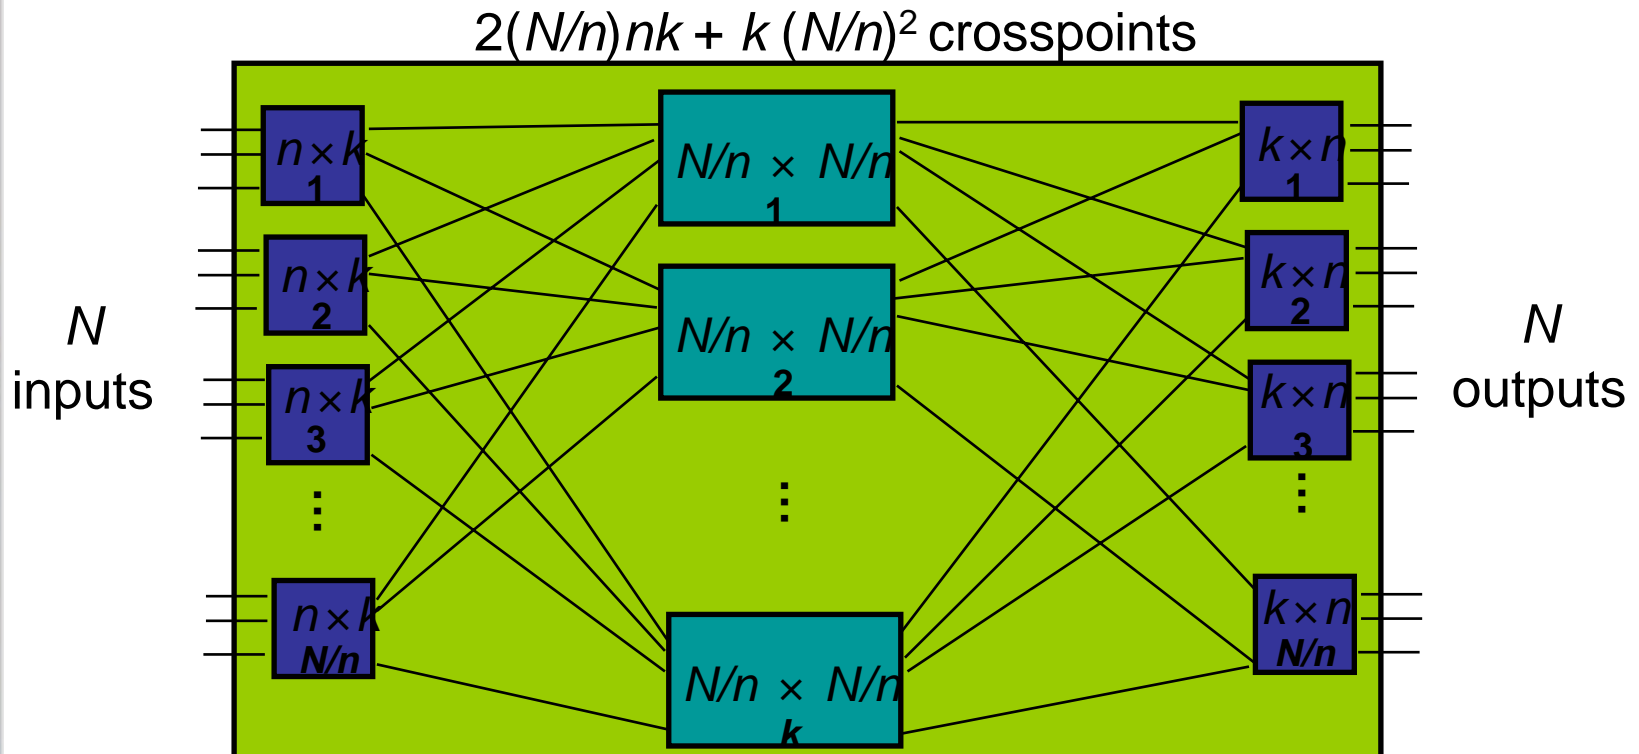 2(N/n)nk + k (N/n)² crosspoints
N
inputs
n×k
1
n×k
2
n×k
3
⋮
n×k
N/n
N/n × N/n
1
N/n × N/n
2
⋮
N/n × N/n
k
k×n
1
k×n
2
k×n
3
⋮
k×n
N/n
N
outputs